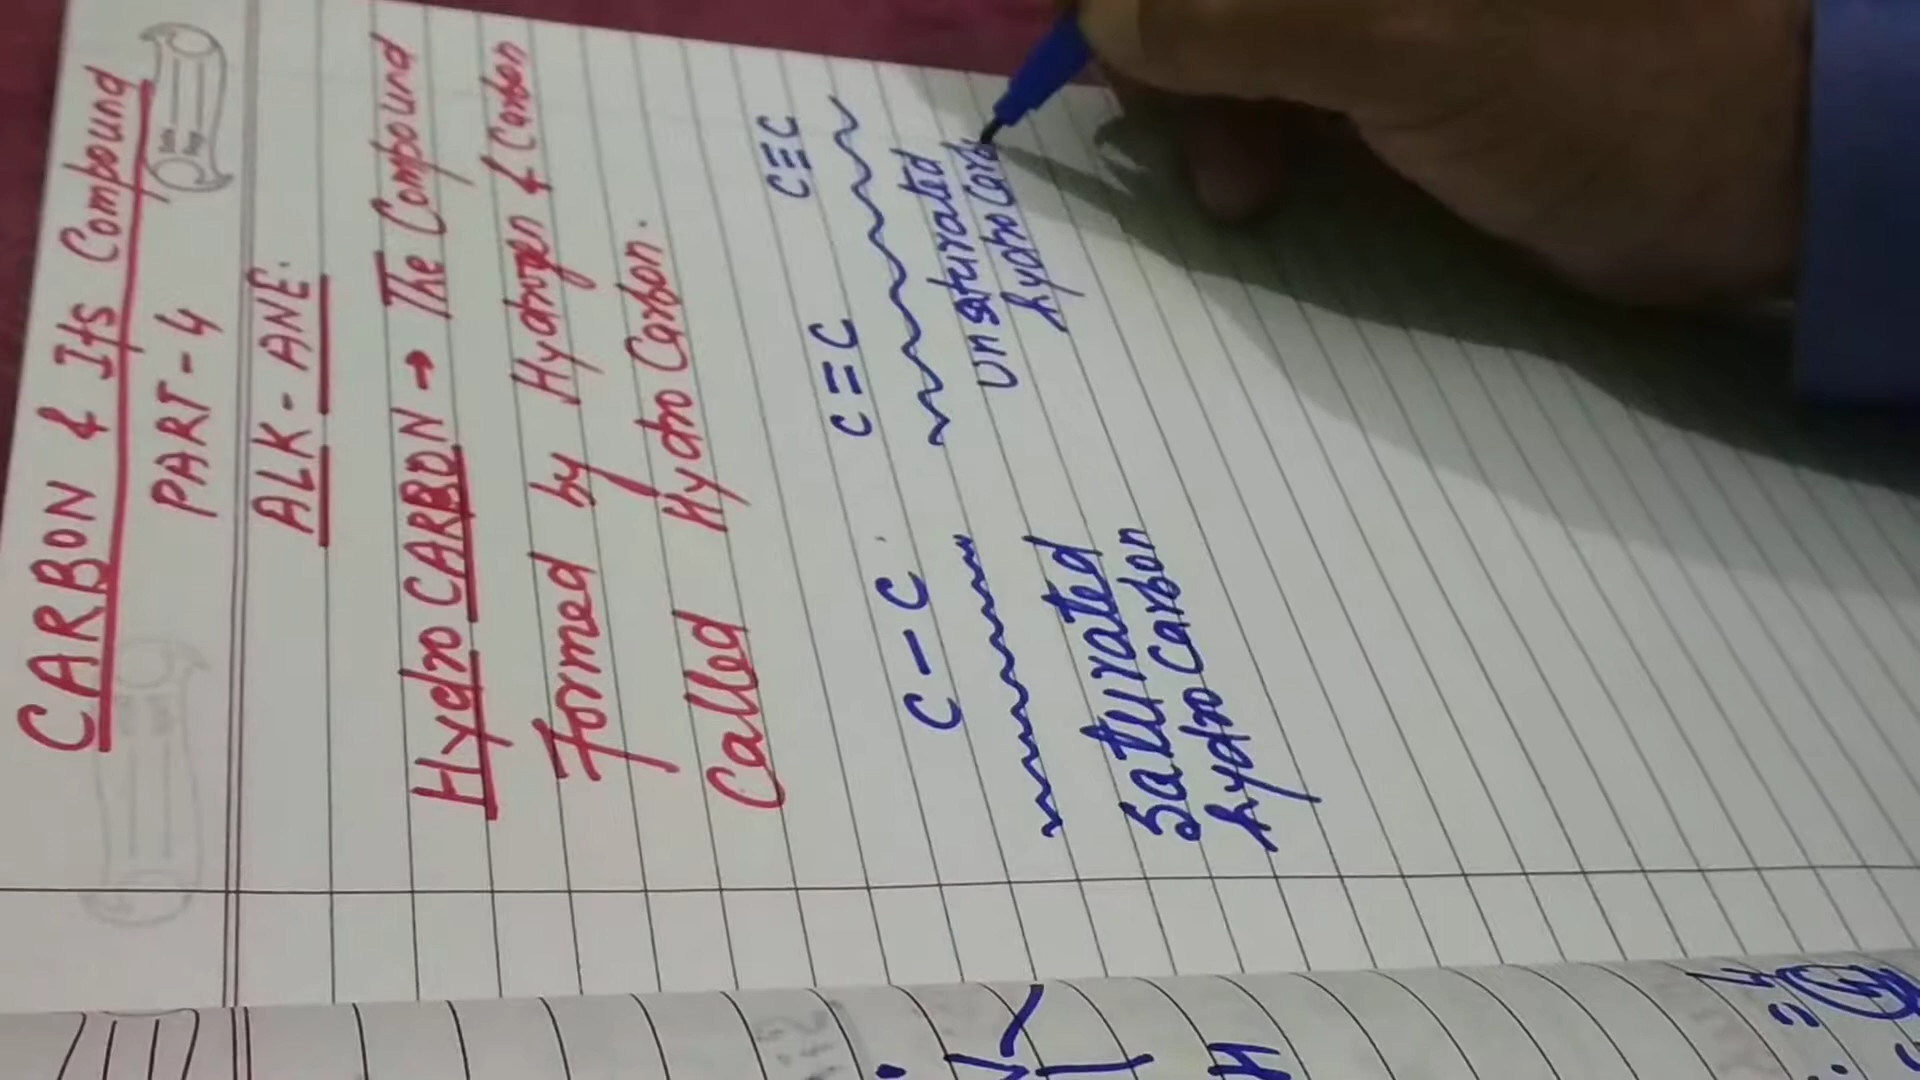 CARBON & Its Compound
PART-4
ALK-ANE.
Hydro CARBON → The Compound
Formed by Hydrogen & Carbon
Called Hydro Carbon.
C-C C=C C≡C
Saturated
hydro Carbon
unsaturated
hydro Carb